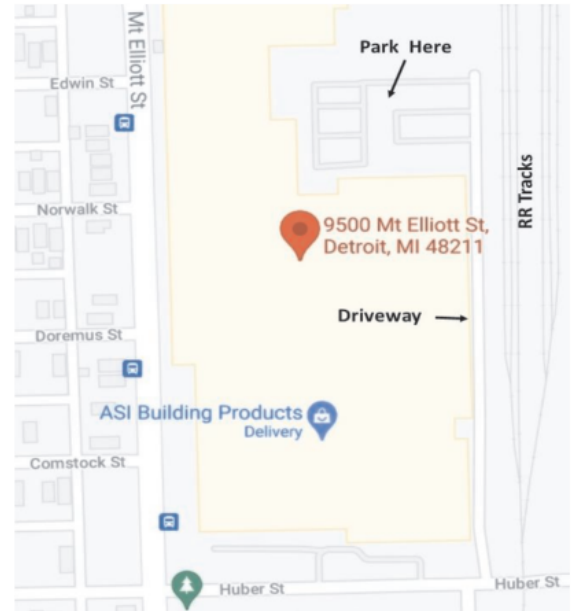 Mt Elliott St
Park Here
Edwin St
RR Tracks
Norwalk St
9500 Mt Elliott St,
Detroit, MI 48211
Driveway
Doremus St
ASI Building Products
Delivery
Comstock St
Huber St
Huber St